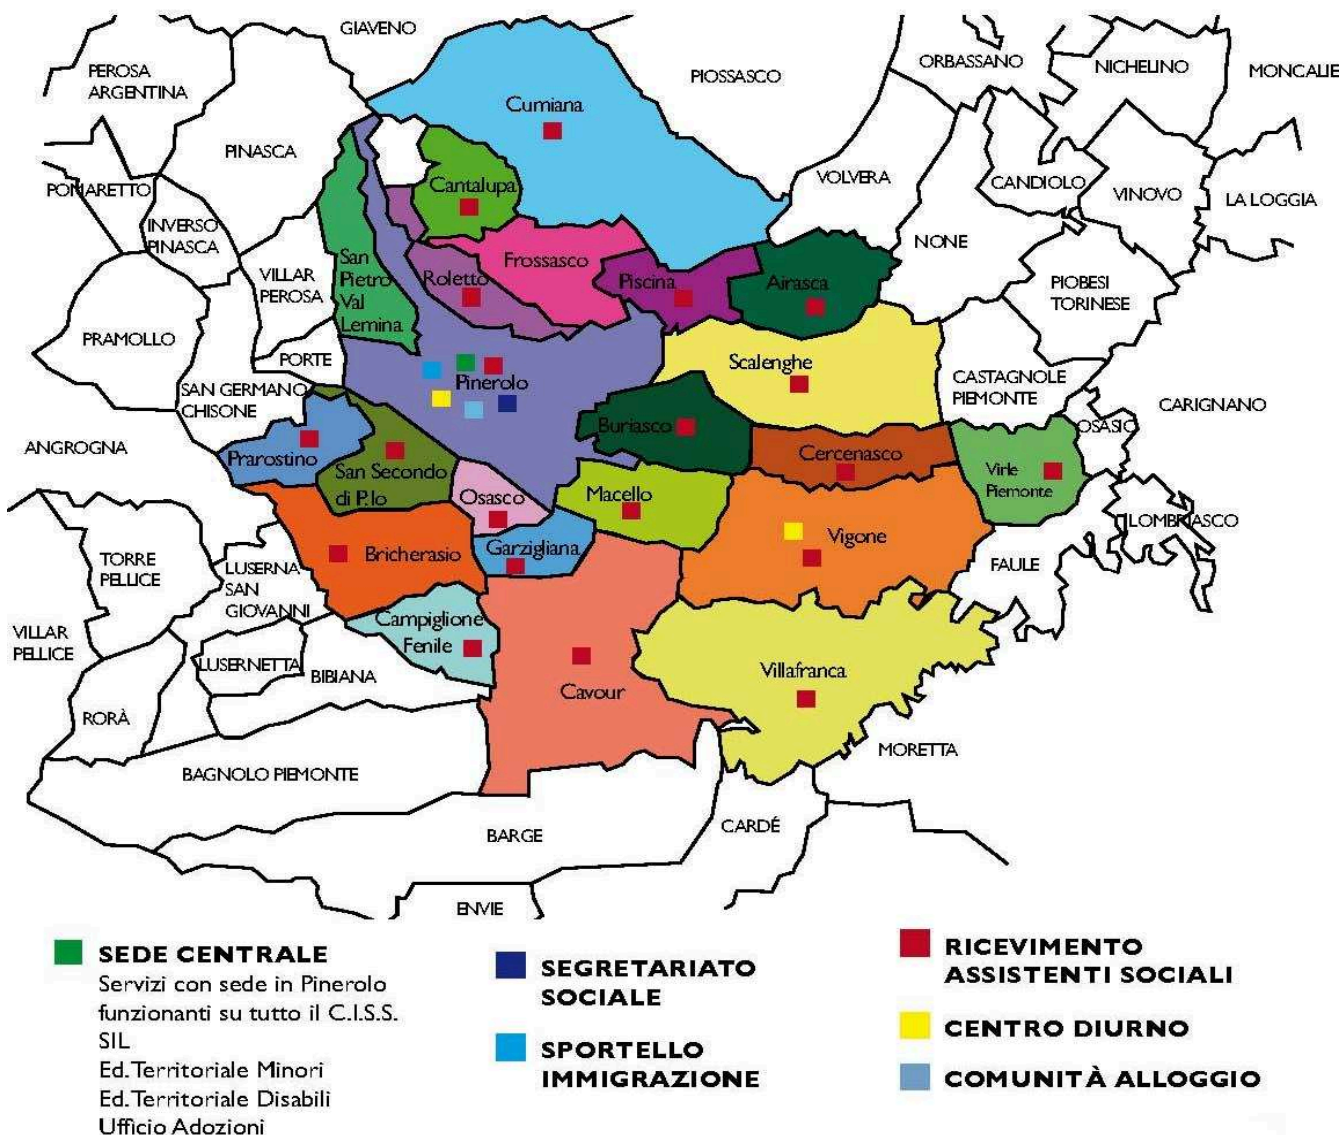 GIAVENO
ORBASSANO
PEROSA
ARGENTINA
PIOSSASCO
NICHELINO
MONCALIE
Cumiana
PINASCA
VOLVERA
CANDIOLO
POMARETTO
Cantalupa
VINOVO
LA LOGGIA
INVERSO
PINASCA
NONE
San
Pietro
Val
Lemina
Roletto
Frossasco
Piscina
Airasca
VILLAR
PEROSA
PIOBESI
TORINESE
PRAMOLLO
PORTE
Scalenghe
Pinerolo
SAN GERMANO
CHISONE
CASTAGNOLE
PIEMONTE
CARIGNANO
ANGROGNA
Buriasco
OSASIO
Prarostino
San Secondo
di P.lo
Cercenasco
Virle
Piemonte
Osasco
Macello
LOMBRIASCO
Bricherasio
Garzigliana
Vigone
TORRE
PELLICE
LUSERNA
SAN
GIOVANNI
FAULE
VILLAR
PELLICE
Campiglione
Fenile
LUSERNETTA
BIBIANA
Cavour
Villafranca
RORÀ
MORETTA
BAGNOLO PIEMONTE
BARGE
CARDÉ
ENVIE
SEDE CENTRALE
Servizi con sede in Pinerolo
funzionanti su tutto il C.I.S.S.
SIL
Ed.Territoriale Minori
Ed.Territoriale Disabili
Ufficio Adozioni
SEGRETARIATO
SOCIALE
SPORTELLO
IMMIGRAZIONE
RICEVIMENTO
ASSISTENTI SOCIALI
CENTRO DIURNO
COMUNITÀ ALLOGGIO